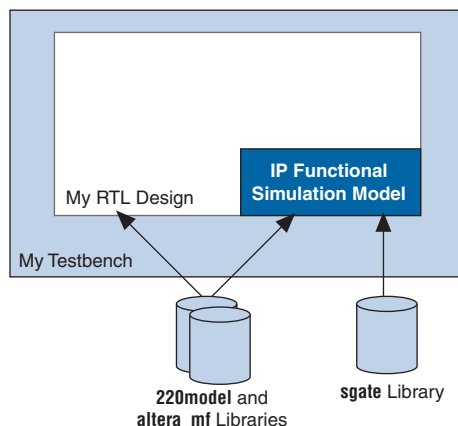 IP Functional
Simulation Model
My RTL Design
My Testbench
220model and
altera_mf Libraries
sgate Library